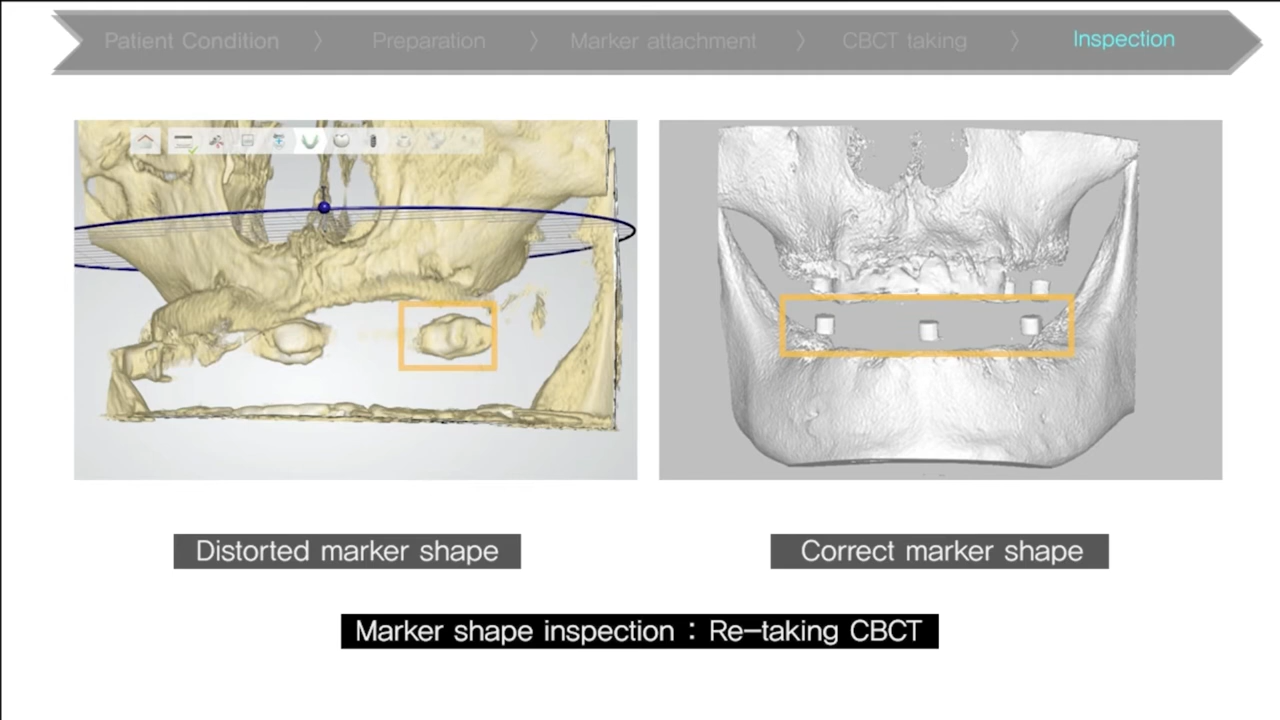 Patient Condition
Preparation
Marker attachment
CBCT taking
Inspection
Distorted marker shape
Correct marker shape
Marker shape inspection : Re-taking CBCT